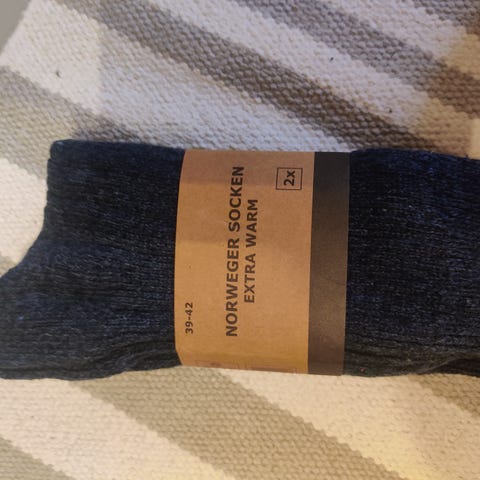 2x
NORWEGER SOCKEN
EXTRA WARM
39-42